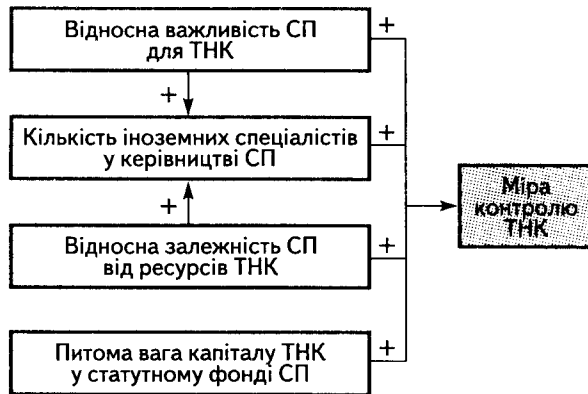 Відносна важливість СП
для ТНК
+
+
Кількість іноземних спеціалістів
у керівництві СП
+
+
Міра
контролю
ТНК
Відносна залежність СП
від ресурсів ТНК
+
Питома вага капіталу ТНК
у статутному фонді СП
+